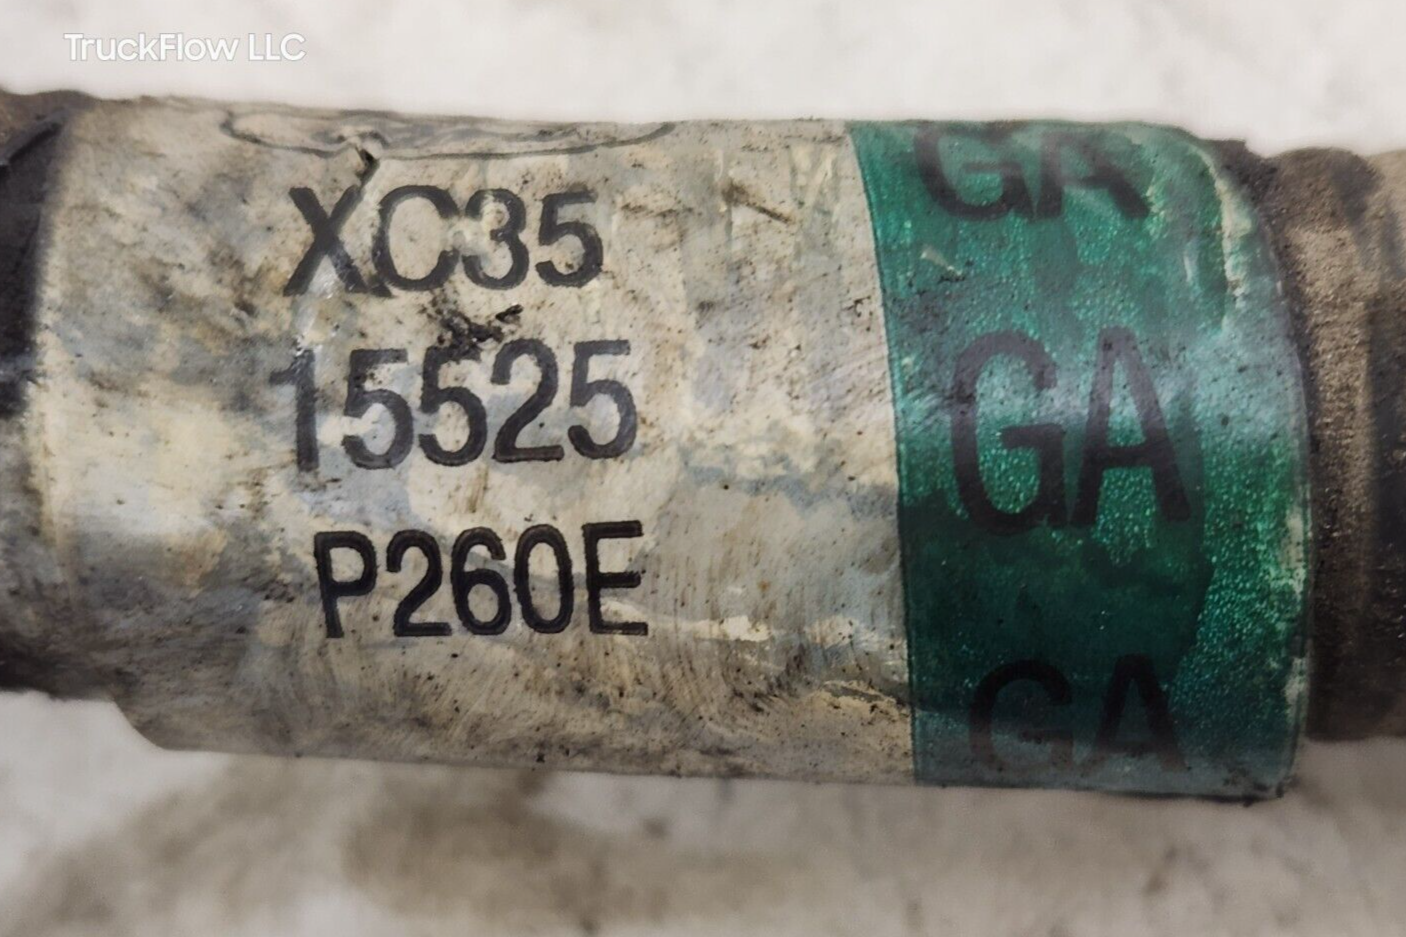 TruckFlow LLC
GA
XC35
15525
GA
P260E
GA